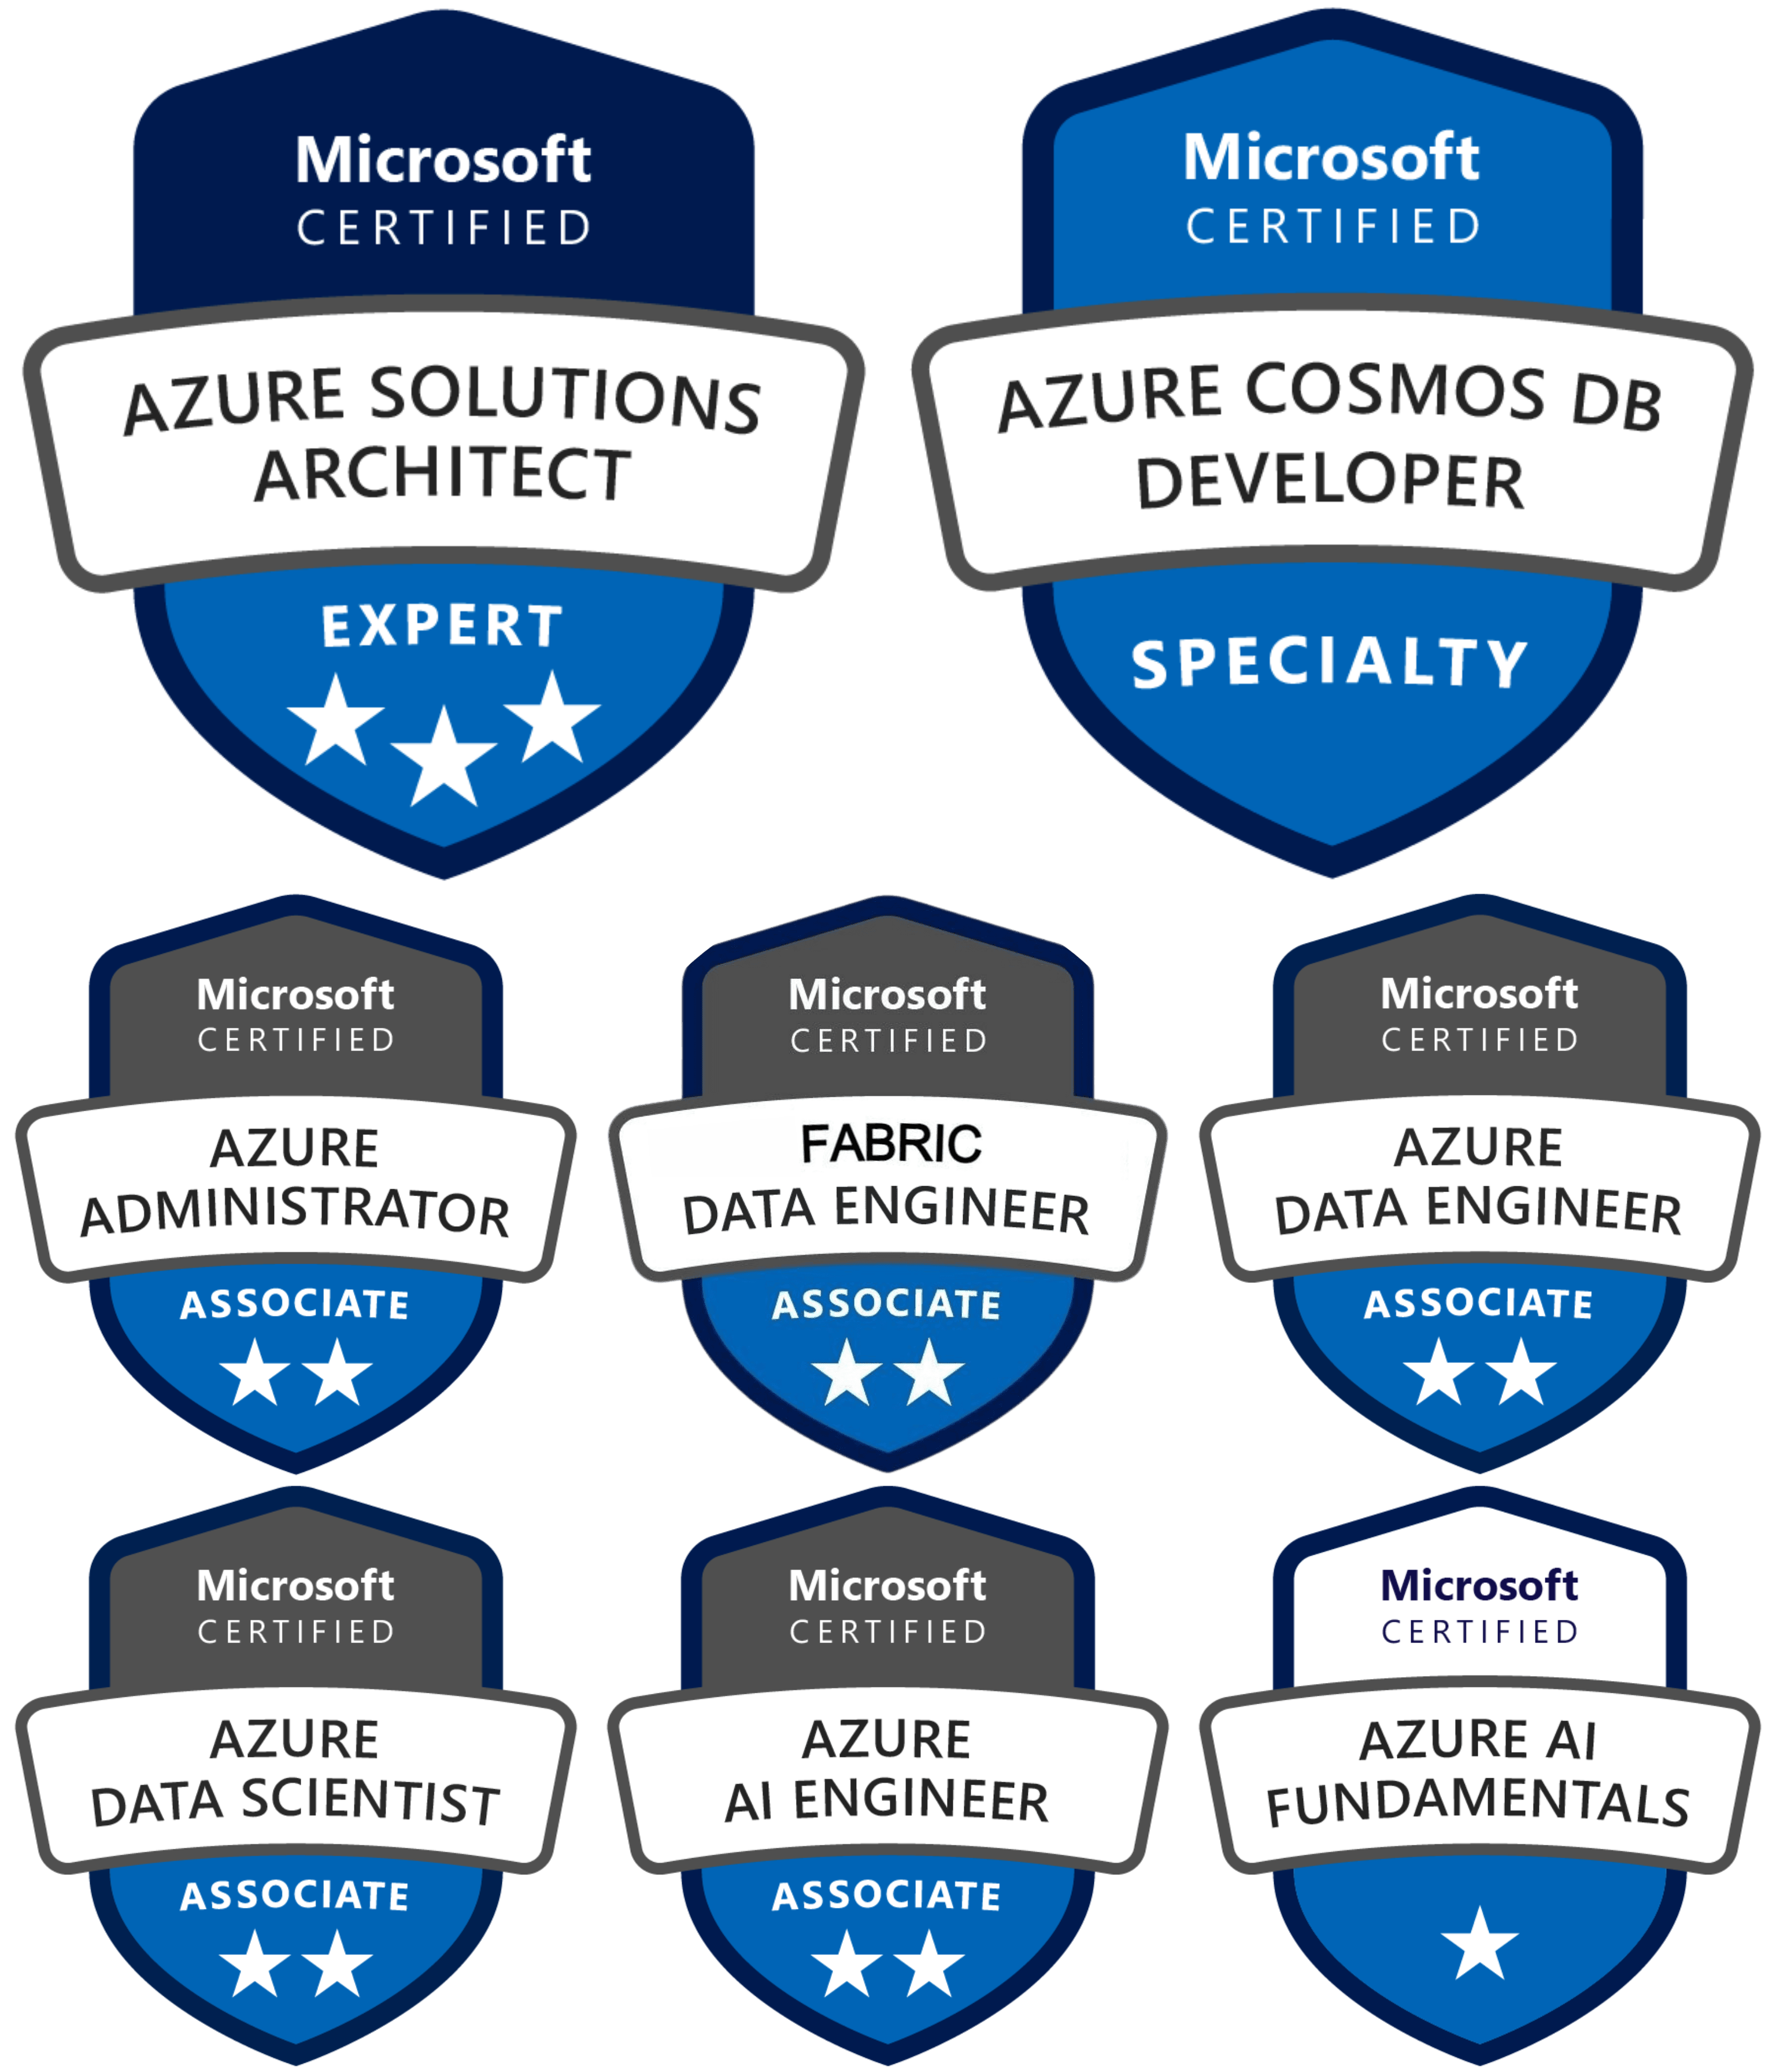 Microsoft
CERTIFIED
AZURE SOLUTIONS
ARCHITECT
EXPERT
Microsoft
CERTIFIED
AZURE COSMOS DB
DEVELOPER
SPECIALTY
Microsoft
CERTIFIED
AZURE
ADMINISTRATOR
ASSOCIATE
Microsoft
CERTIFIED
FABRIC
DATA ENGINEER
ASSOCIATE
Microsoft
CERTIFIED
AZURE
DATA ENGINEER
ASSOCIATE
Microsoft
CERTIFIED
AZURE
DATA SCIENTIST
ASSOCIATE
Microsoft
CERTIFIED
AZURE
AI ENGINEER
ASSOCIATE
Microsoft
CERTIFIED
AZURE AI
FUNDAMENTALS